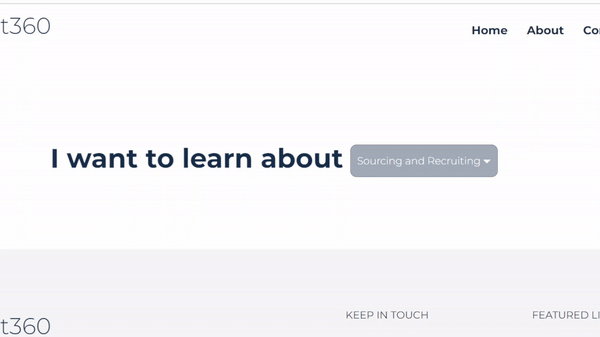 t360
Home About Co
I want to learn about Sourcing and Recruiting
KEEP IN TOUCH FEATURED LI
t360